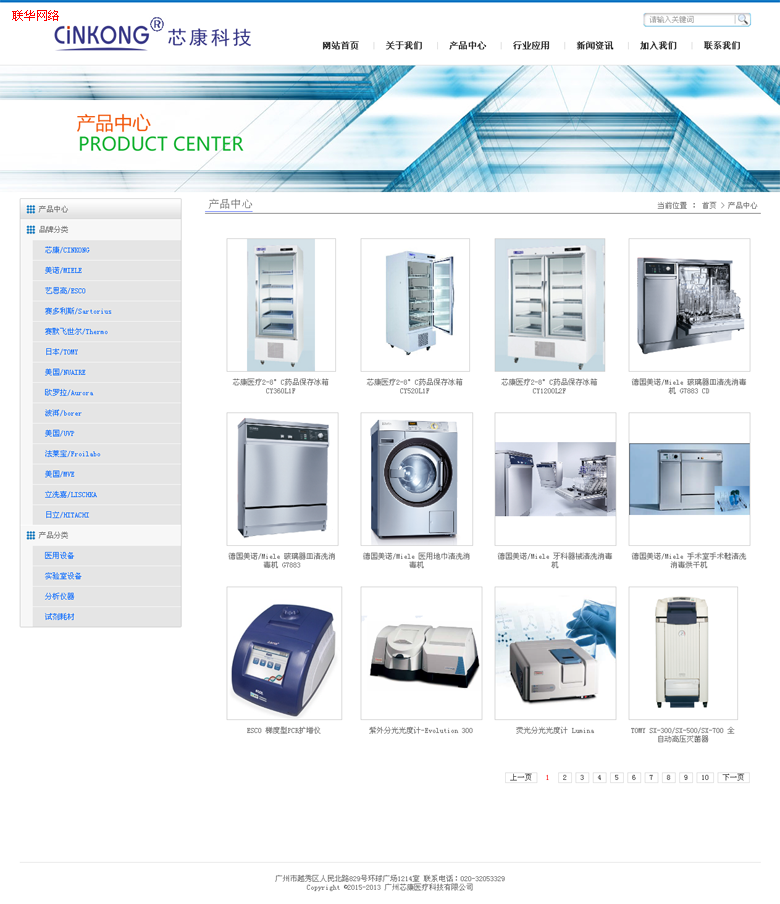 联华网络
CiNKONG® 芯康科技
请输入关键词
网站首页 关于我们 产品中心 行业应用 新闻资讯 加入我们 联系我们
产品中心
PRODUCT CENTER
产品中心
品牌分类
芯康/CINKONG
美诺/MIELE
艺思高/ESCO
赛多利斯/Sartorius
赛默飞世尔/Thermo
日本/TOMY
美国/NUAIRE
欧罗拉/Aurora
波洱/borer
美国/UVP
法莱宝/Froilabo
美国/MVE
立洗嘉/LISCHKA
日立/HITACHI
产品分类
医用设备
实验室设备
分析仪器
试剂耗材
产品中心
当前位置 : 首页 > 产品中心
芯康医疗2-8°C药品保存冰箱
CY360L1F
芯康医疗2-8°C药品保存冰箱
CY520L1F
芯康医疗2-8°C药品保存冰箱
CY1200L2F
德国美诺/Miele 玻璃器皿清洗消毒
机 G7883 CD
德国美诺/Miele 玻璃器皿清洗消
毒机 G7883
德国美诺/Miele 医用地巾清洗消
毒机
德国美诺/Miele 牙科器械清洗消毒
机
德国美诺/Miele 手术室手术鞋清洗
消毒烘干机
ESCO 梯度型PCR扩增仪
紫外分光光度计-Evolution 300
荧光分光光度计 Lumina
TOMY SX-300/SX-500/SX-700 全
自动高压灭菌器
上一页 1 2 3 4 5 6 7 8 9 10 下一页
广州市越秀区人民北路829号环球广场1214室 联系电话：020-32053329
Copyright ©2015-2013 广州芯康医疗科技有限公司